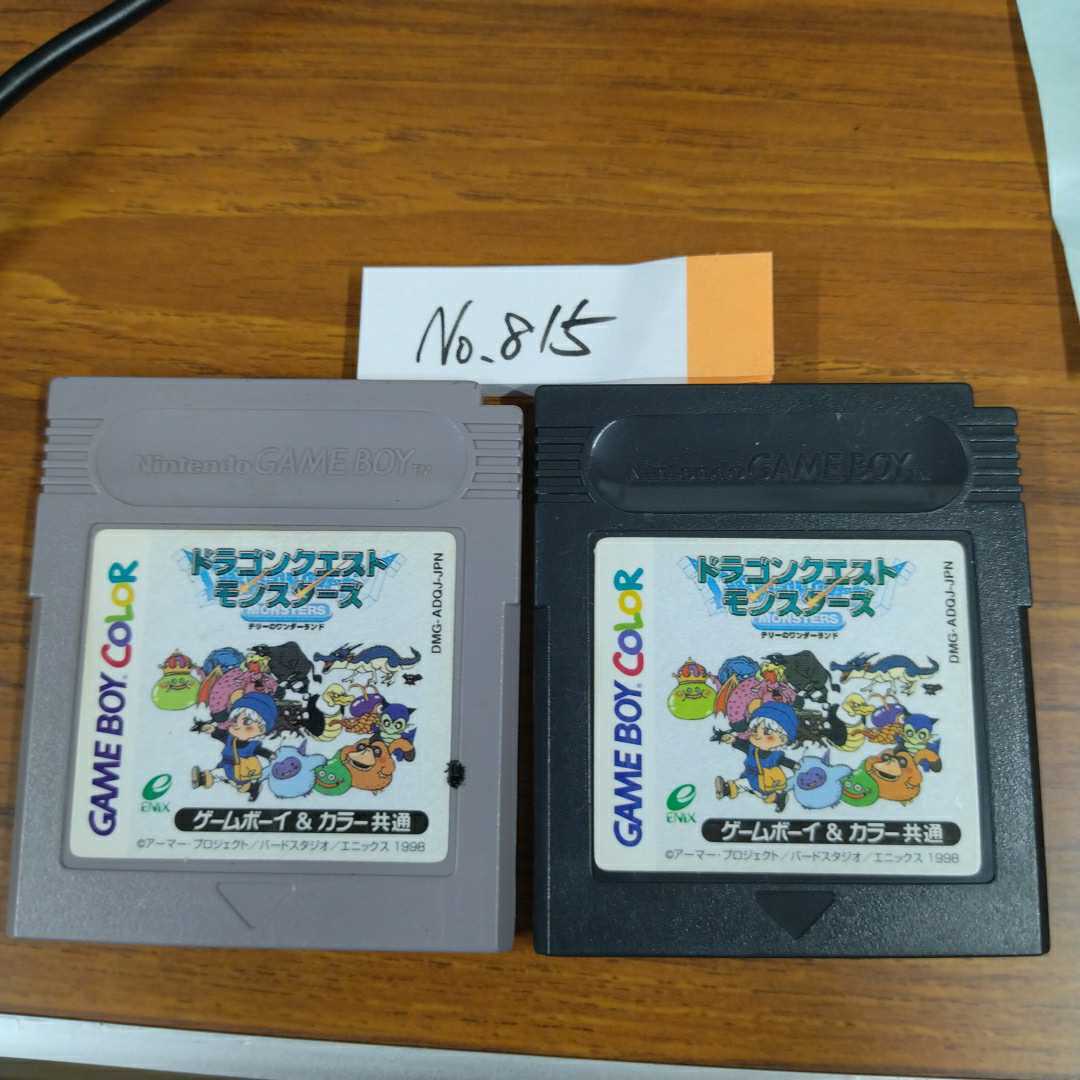 No.815
Nintendo GAME BOY™
ドラゴンクエスト
モンスターズ
MONSTERS
テリーのワンダーランド
DMG-ADQJ-JPN
GAME BOY COLOR
ENIX
ゲームボーイ & カラー共通
©アーマー・プロジェクト/バードスタジオ/エニックス 1998
Nintendo GAME BOY
ドラゴンクエスト
モンスターズ
MONSTERS
テリーのワンダーランド
DMG-ADQJ-JPN
GAME BOY COLOR
ENIX
ゲームボーイ & カラー共通
©アーマー・プロジェクト/バードスタジオ/エニックス 1998